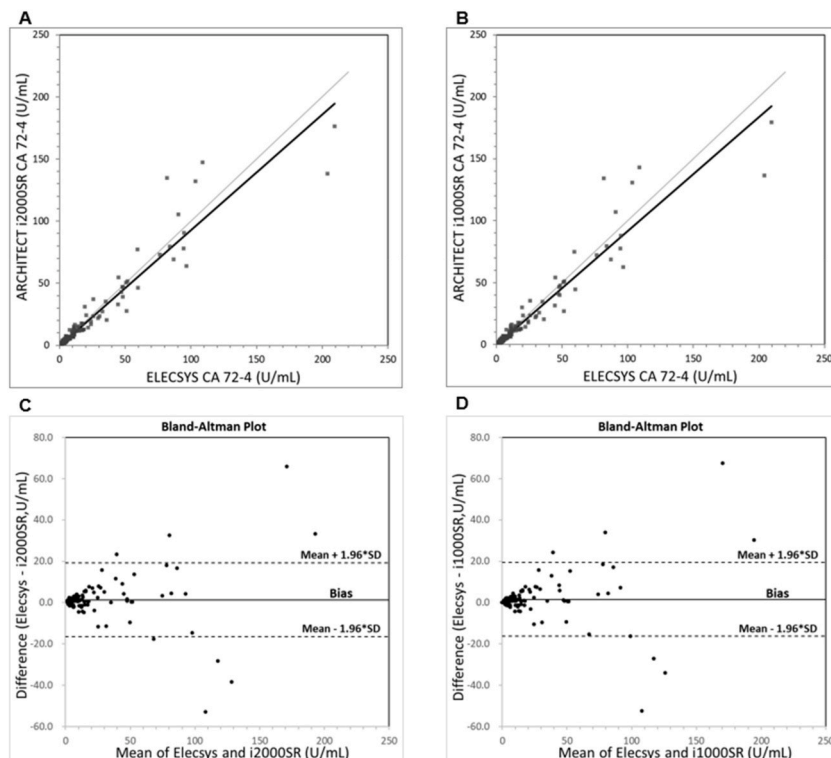 A
250
200
150
100
50
0
0 50 100 150 200 250
ARCHITECT i2000SR CA 72-4 (U/mL)
ELECSYS CA 72-4 (U/mL)
B
250
200
150
100
50
0
0 50 100 150 200 250
ARCHITECT i1000SR CA 72-4 (U/mL)
ELECSYS CA 72-4 (U/mL)
C
Bland-Altman Plot
80.0
60.0
40.0
20.0
0.0
-20.0
-40.0
-60.0
Difference (Elecsys - i2000SR,U/mL)
Mean + 1.96*SD
Bias
Mean - 1.96*SD
0 50 100 150 200 250
Mean of Elecsys and i2000SR (U/mL)
D
Bland-Altman Plot
80.0
60.0
40.0
20.0
0.0
-20.0
-40.0
-60.0
Difference (Elecsys - i1000SR,U/mL)
Mean + 1.96*SD
Bias
Mean - 1.96*SD
0 50 100 150 200 250
Mean of Elecsys and i1000SR (U/mL)